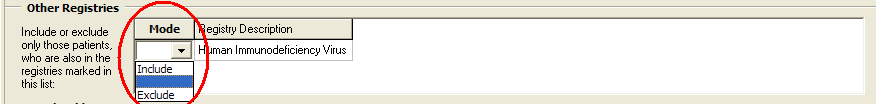 Other Registries
Include or exclude
only those patients,
who are also in the
registries marked in
this list:
Mode Registry Description
Human Immunodeficiency Virus
Include
Exclude